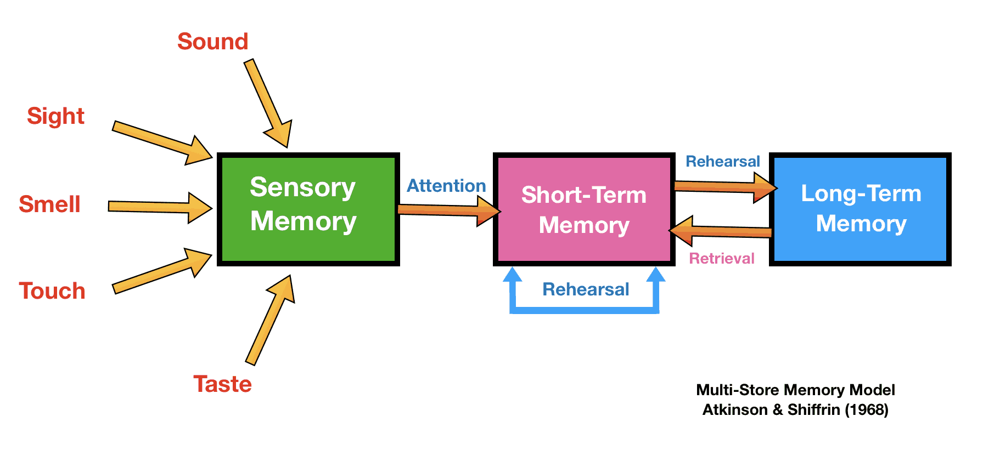 Sound
Sight
Smell
Touch
Taste
Sensory
Memory
Attention
Short-Term
Memory
Rehearsal
Rehearsal
Retrieval
Long-Term
Memory
Multi-Store Memory Model
Atkinson & Shiffrin (1968)